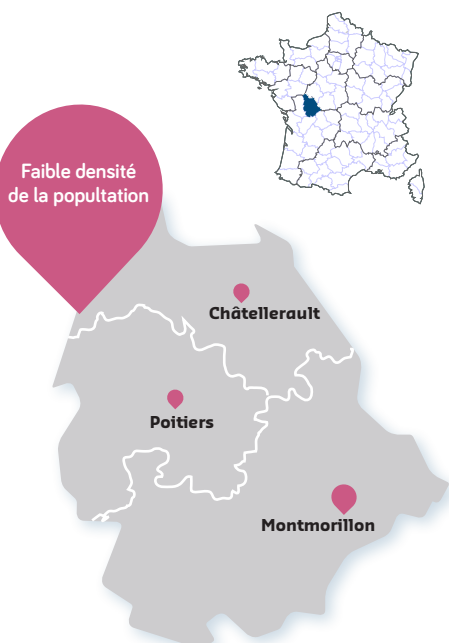 Faible densité
de la popultation
Châtellerault
Poitiers
Montmorillon